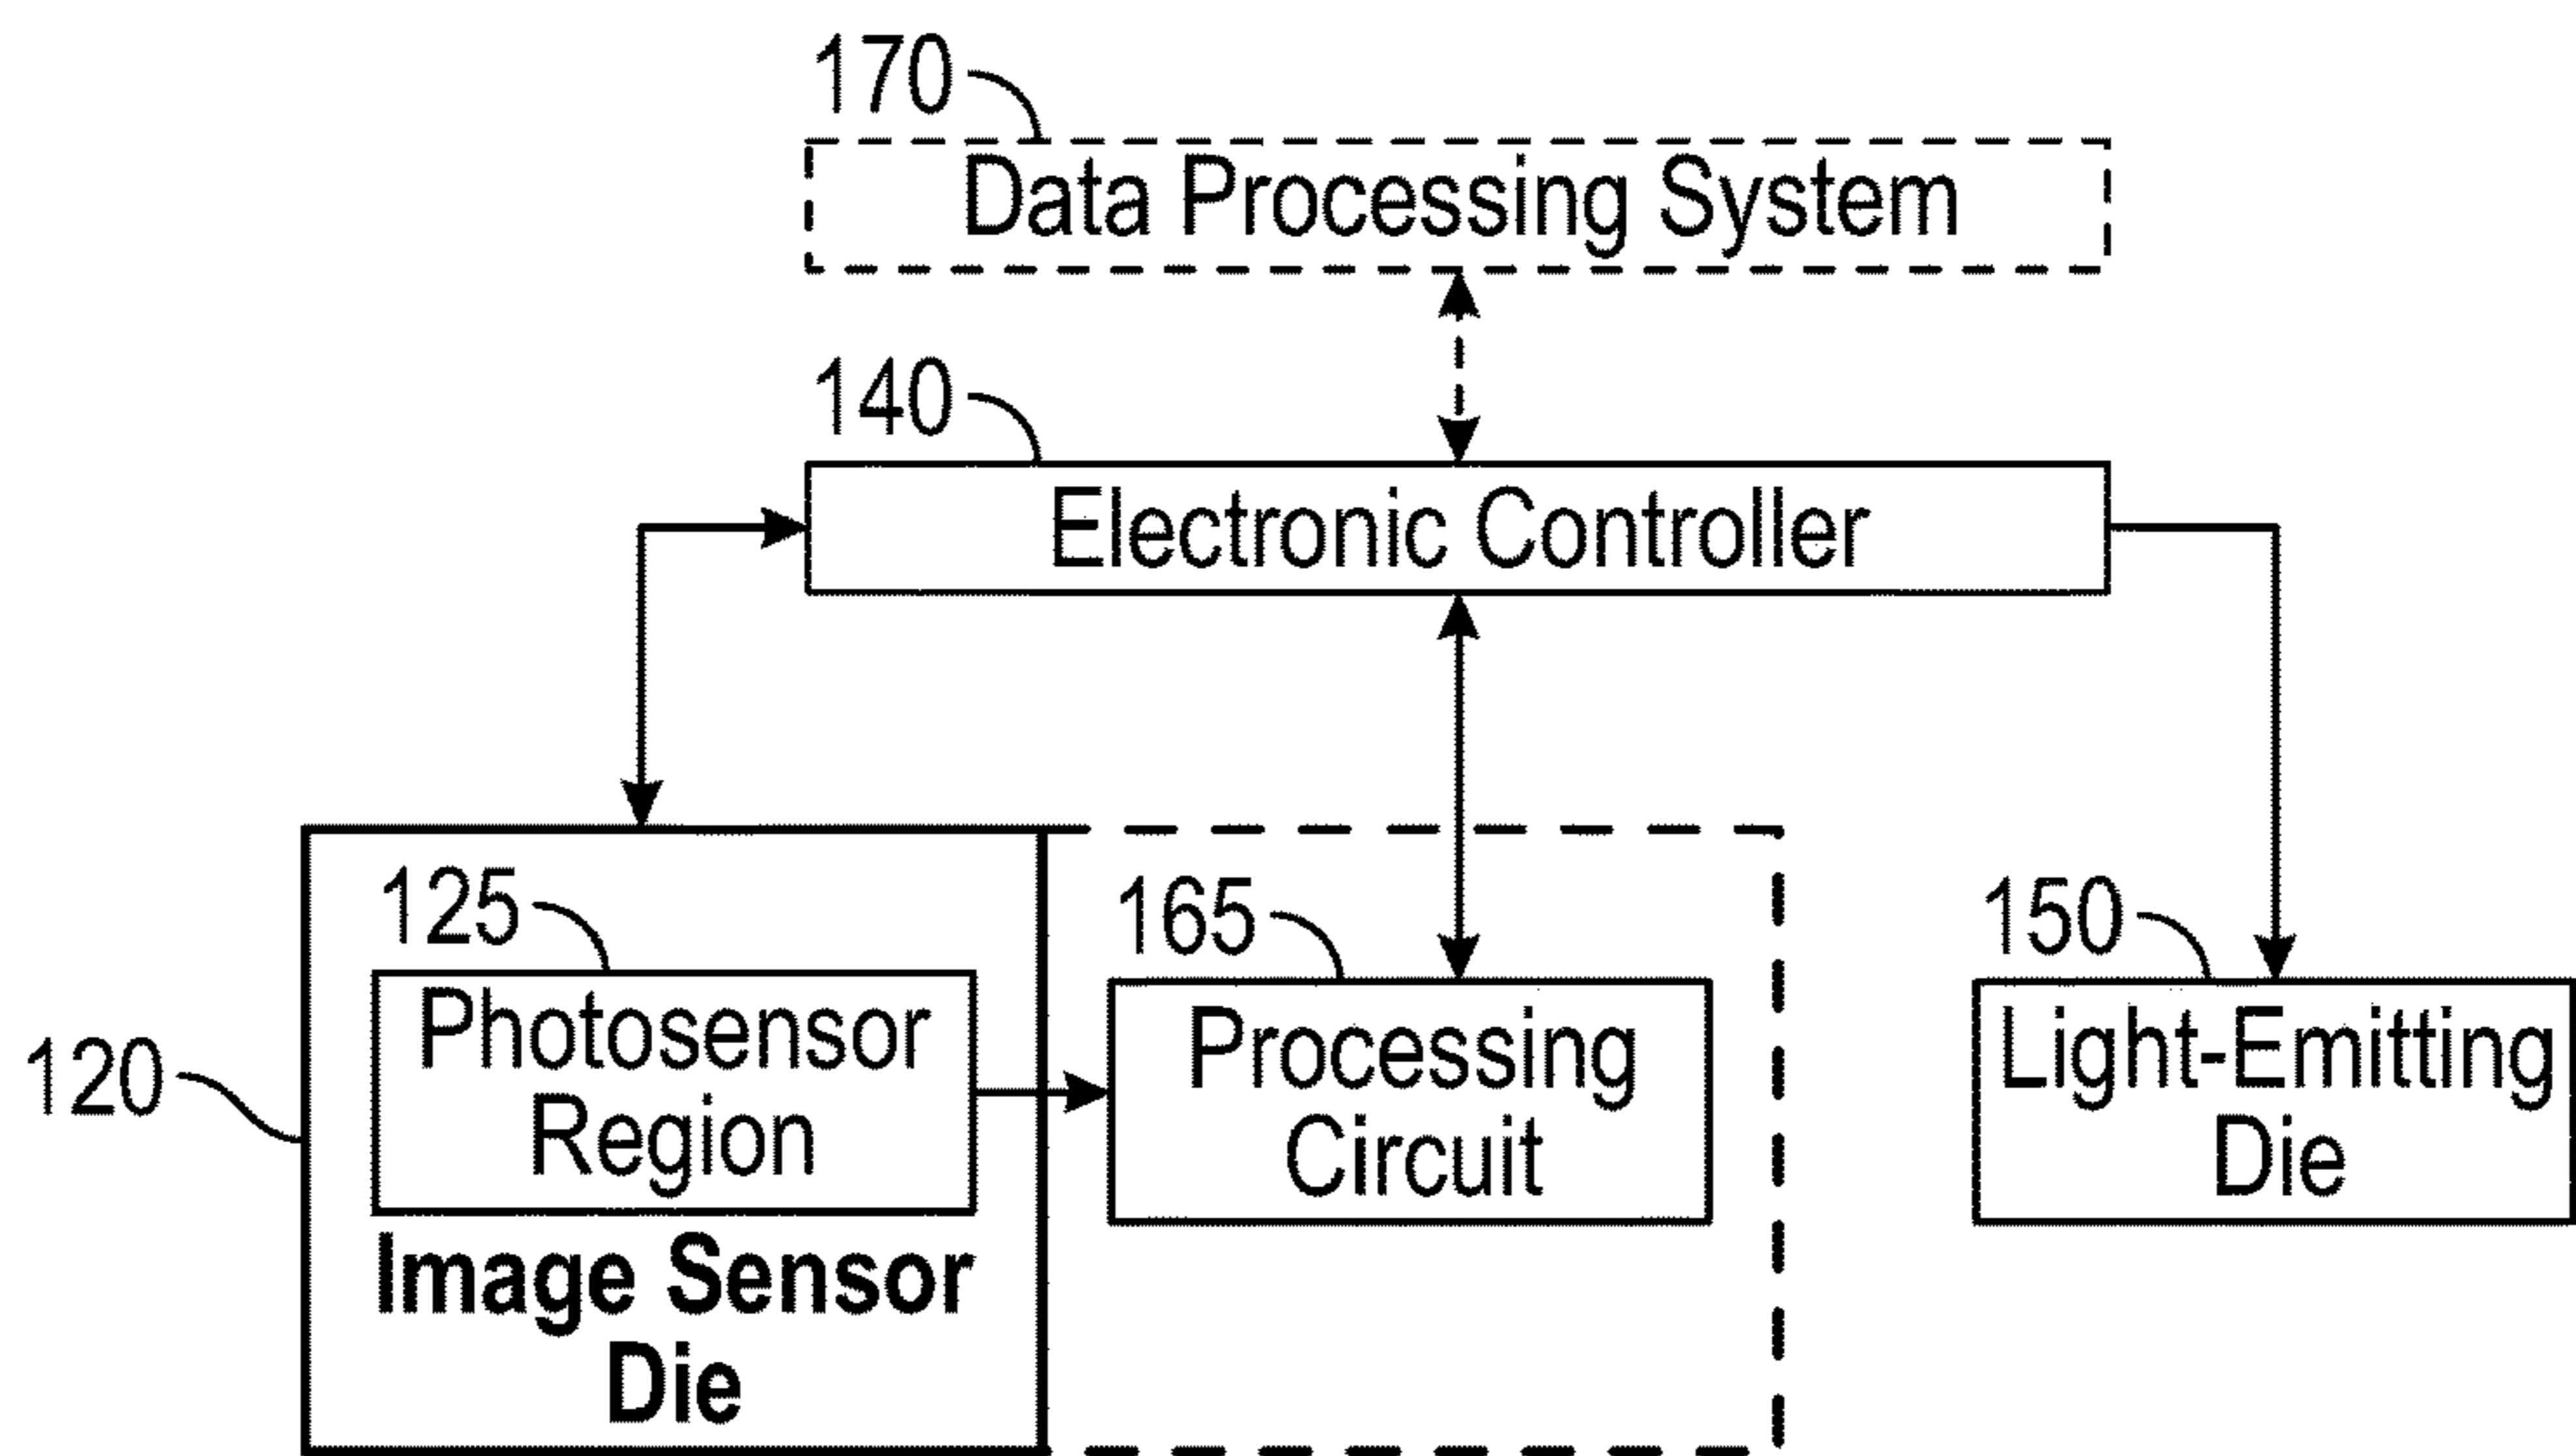 170
Data Processing System
140
Electronic Controller
125
Photosensor
Region
Image Sensor
Die
120
165
Processing
Circuit
150
Light-Emitting
Die